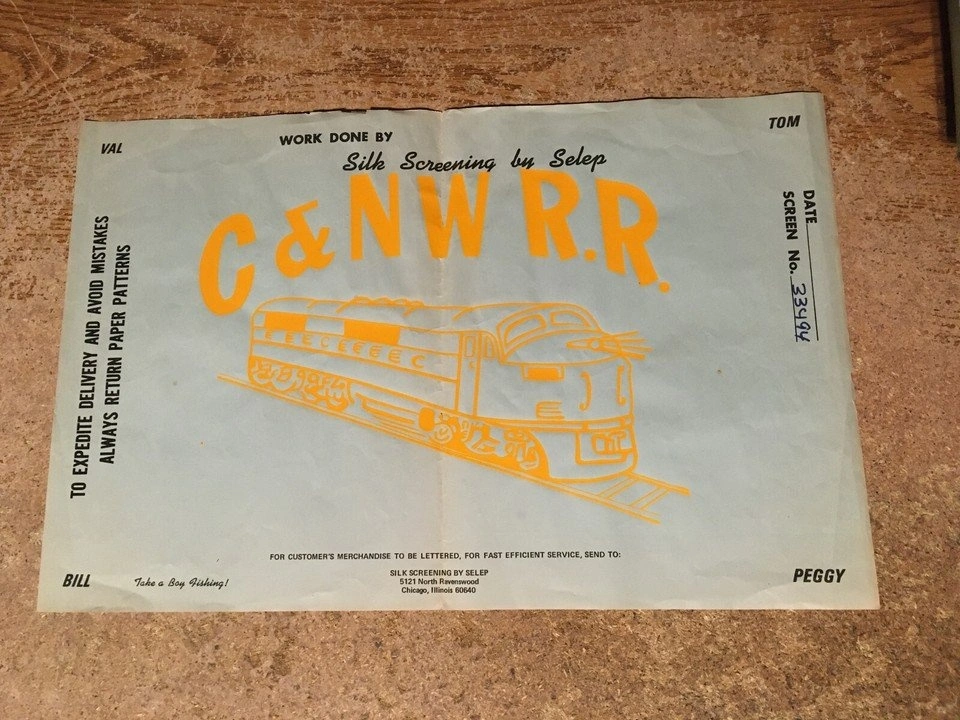 VAL
WORK DONE BY
Silk Screening by Selep
TOM
C & N W R.R.
TO EXPEDITE DELIVERY AND AVOID MISTAKES
ALWAYS RETURN PAPER PATTERNS
DATE
SCREEN No. 33494
FOR CUSTOMER'S MERCHANDISE TO BE LETTERED, FOR FAST EFFICIENT SERVICE, SEND TO:
SILK SCREENING BY SELEP
5121 North Ravenswood
Chicago, Illinois 60640
BILL
Take a Boy Fishing!
PEGGY